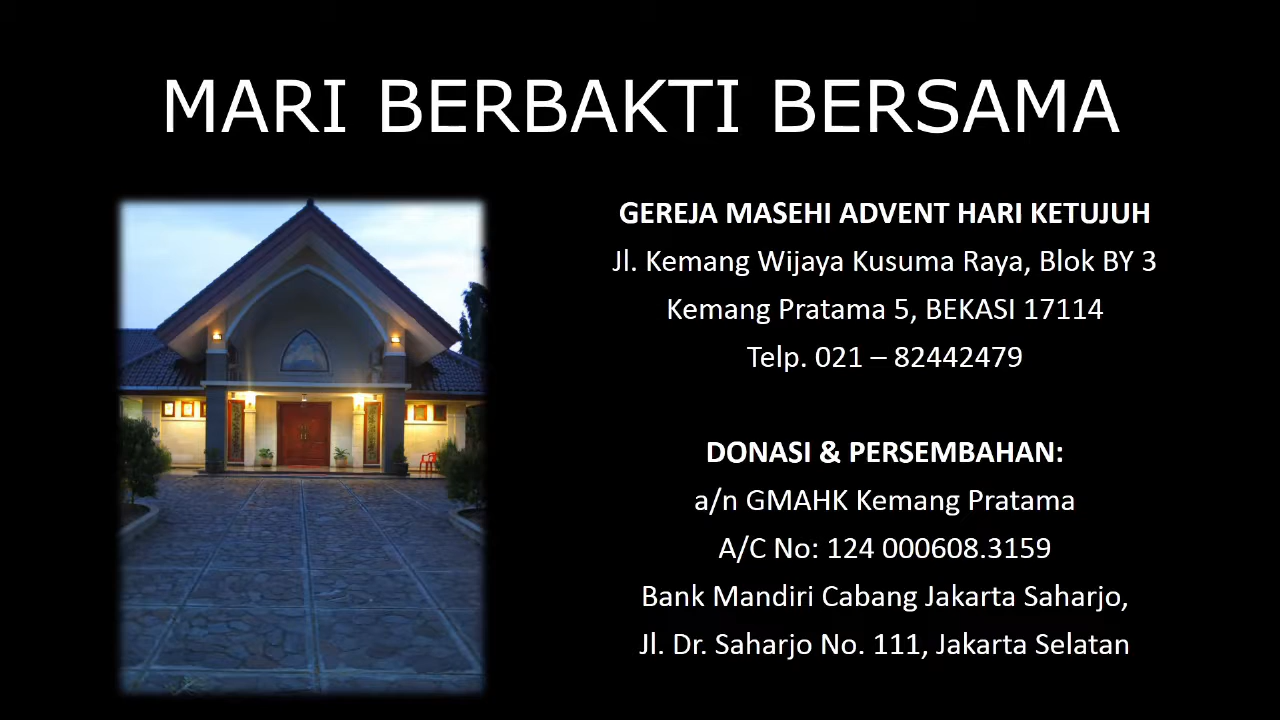 MARI BERBAKTI BERSAMA
GEREJA MASEHI ADVENT HARI KETUJUH
Jl. Kemang Wijaya Kusuma Raya, Blok BY 3
Kemang Pratama 5, BEKASI 17114
Telp. 021 – 82442479
DONASI & PERSEMBAHAN:
a/n GMAHK Kemang Pratama
A/C No: 124 000608.3159
Bank Mandiri Cabang Jakarta Saharjo,
Jl. Dr. Saharjo No. 111, Jakarta Selatan